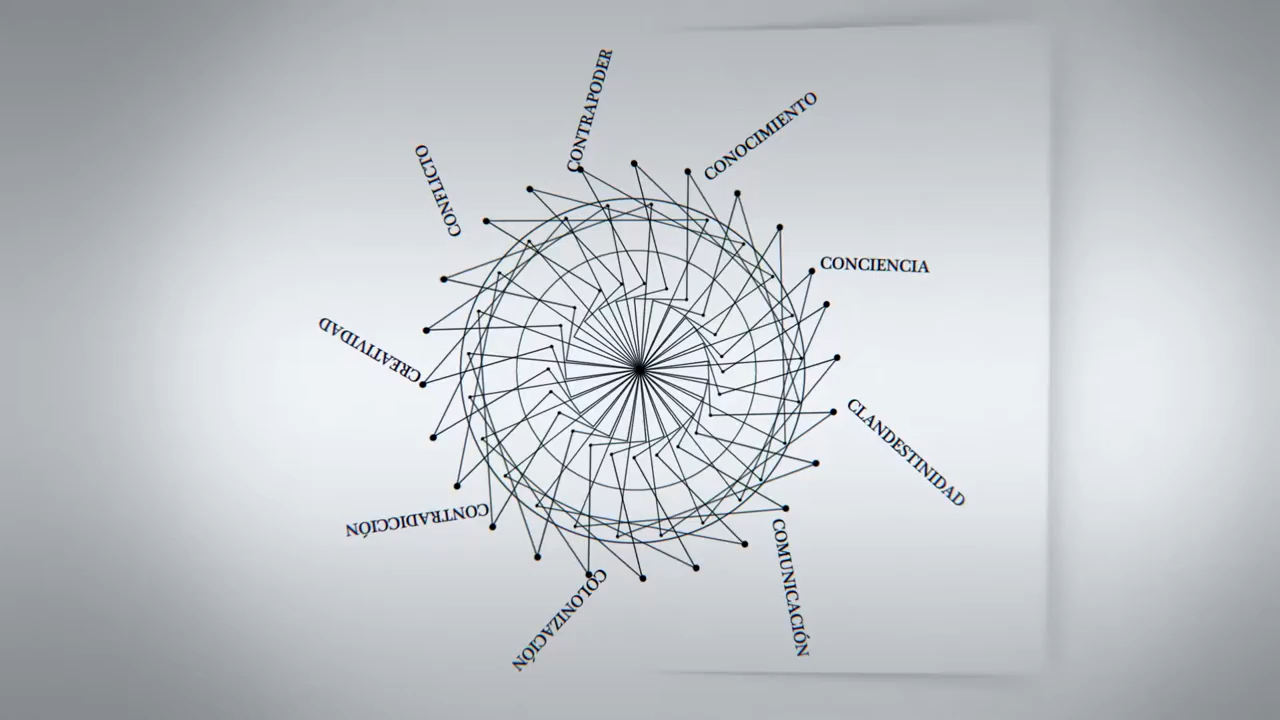 CONTRAPODER
CONOCIMIENTO
CONCIENCIA
CLANDESTINIDAD
COMUNICACIÓN
COLONIZACIÓN
CONTRADICCIÓN
CREATIVIDAD
CONFLICTO